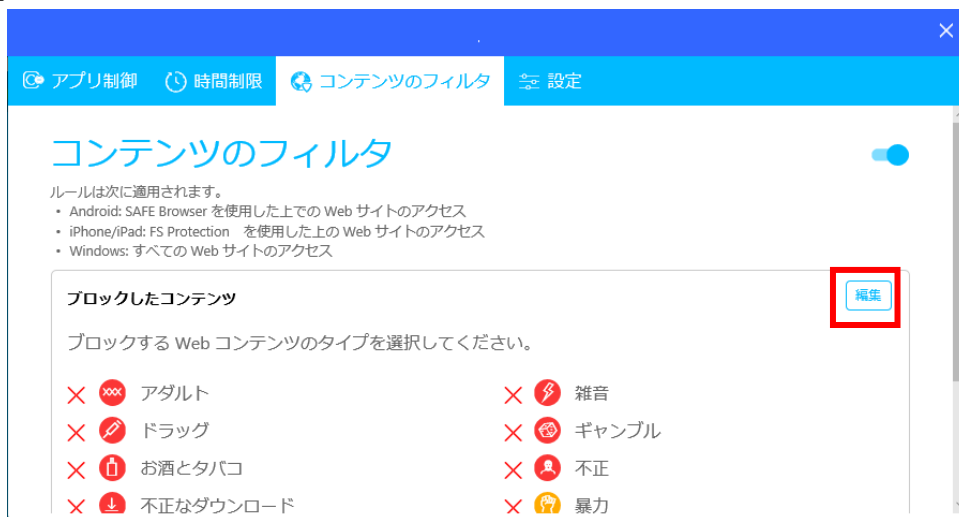 アプリ制御 時間制限 コンテンツのフィルタ 設定
コンテンツのフィルタ
ルールは次に適用されます。
• Android: SAFE Browser を使用した上での Web サイトのアクセス
• iPhone/iPad: FS Protection　を使用した上の Web サイトのアクセス
• Windows: すべての Web サイトのアクセス
ブロックしたコンテンツ 編集
ブロックする Web コンテンツのタイプを選択してください。
アダルト 雑音
ドラッグ ギャンブル
お酒とタバコ 不正
不正なダウンロード 暴力